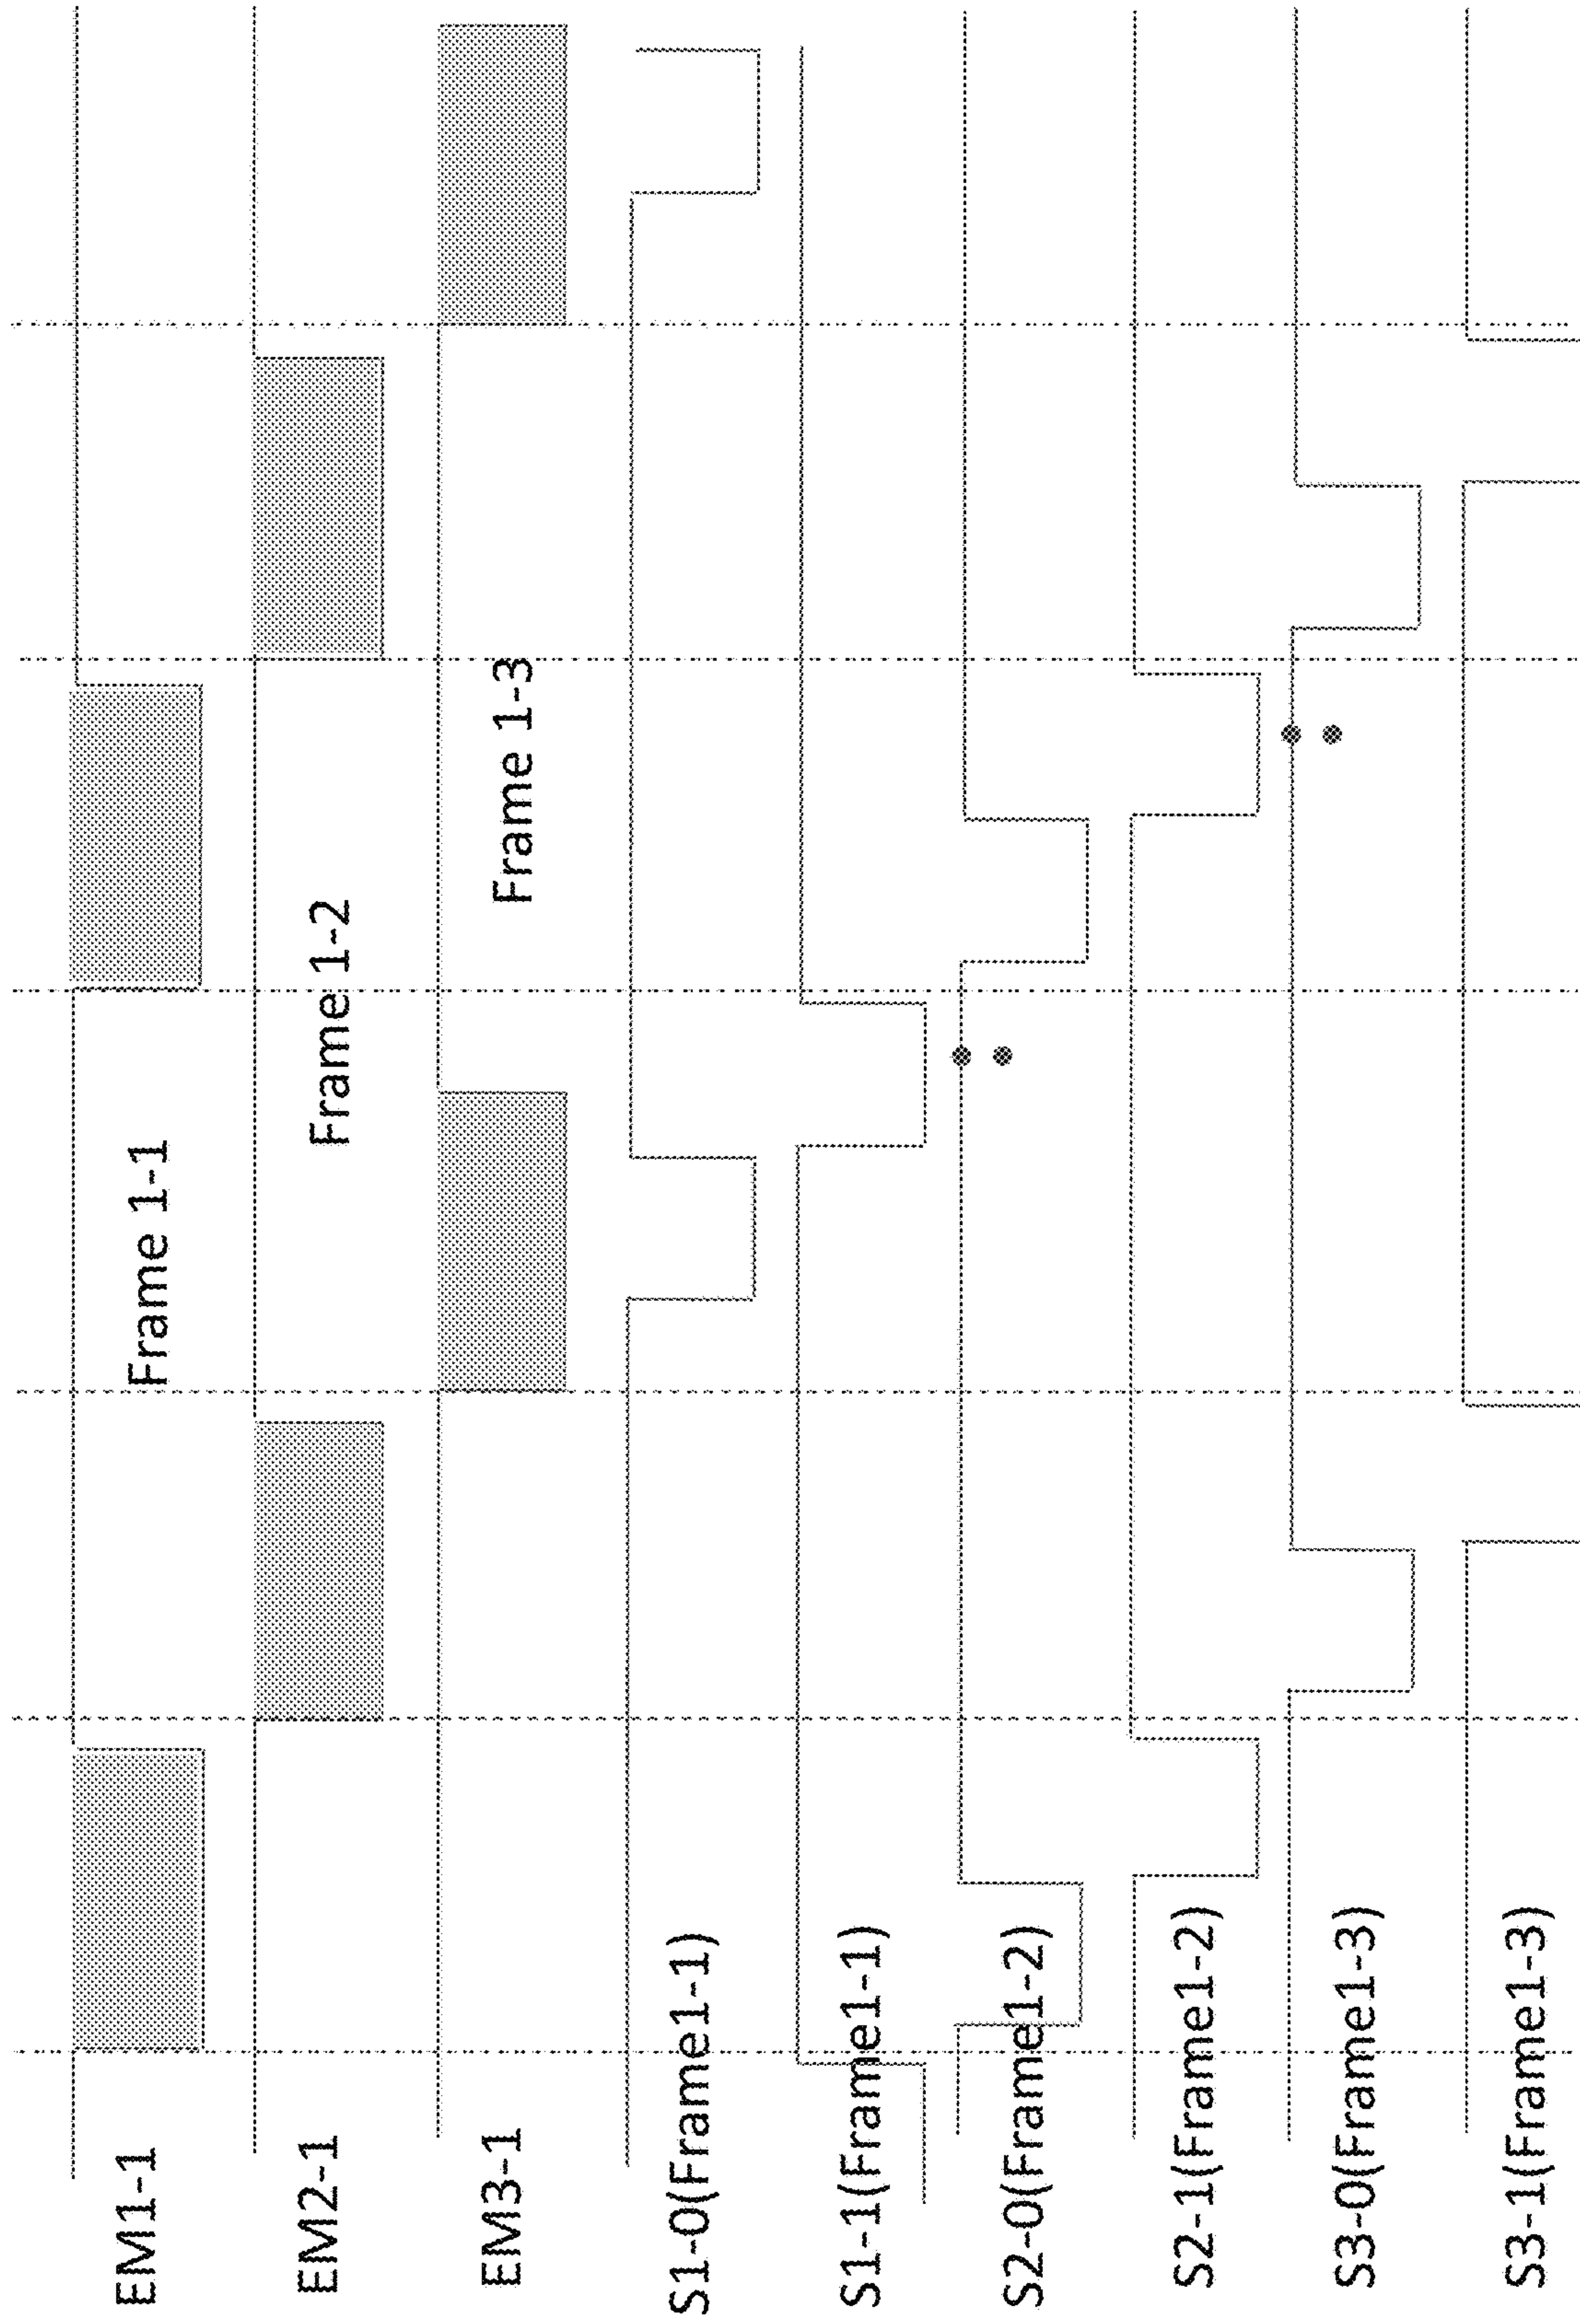 EM1-1
Frame 1-1
EM2-1
Frame 1-2
EM3-1
Frame 1-3
S1-0(Frame1-1)
S1-1(Frame1-1)
S2-0(Frame1-2)
S2-1(Frame1-2)
S3-0(Frame1-3)
S3-1(Frame1-3)